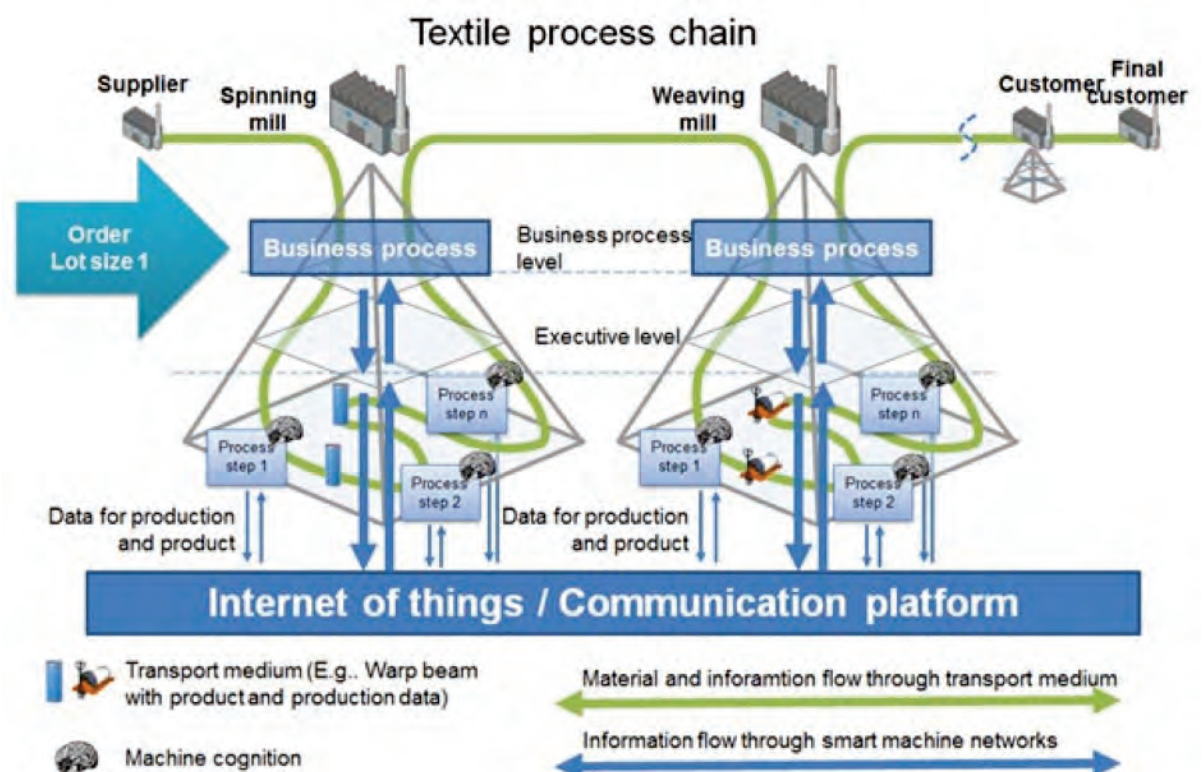 Textile process chain
Supplier
Spinning
mill
Weaving
mill
Customer
Final
customer
Order
Lot size 1
Business process
Business process
level
Business process
Executive level
Process
step 1
Process
step 2
Process
step n
Process
step 1
Process
step 2
Process
step n
Data for production
and product
Data for production
and product
Internet of things / Communication platform
Transport medium (E.g.. Warp beam
with product and production data)
Machine cognition
Material and inforamtion flow through transport medium
Information flow through smart machine networks